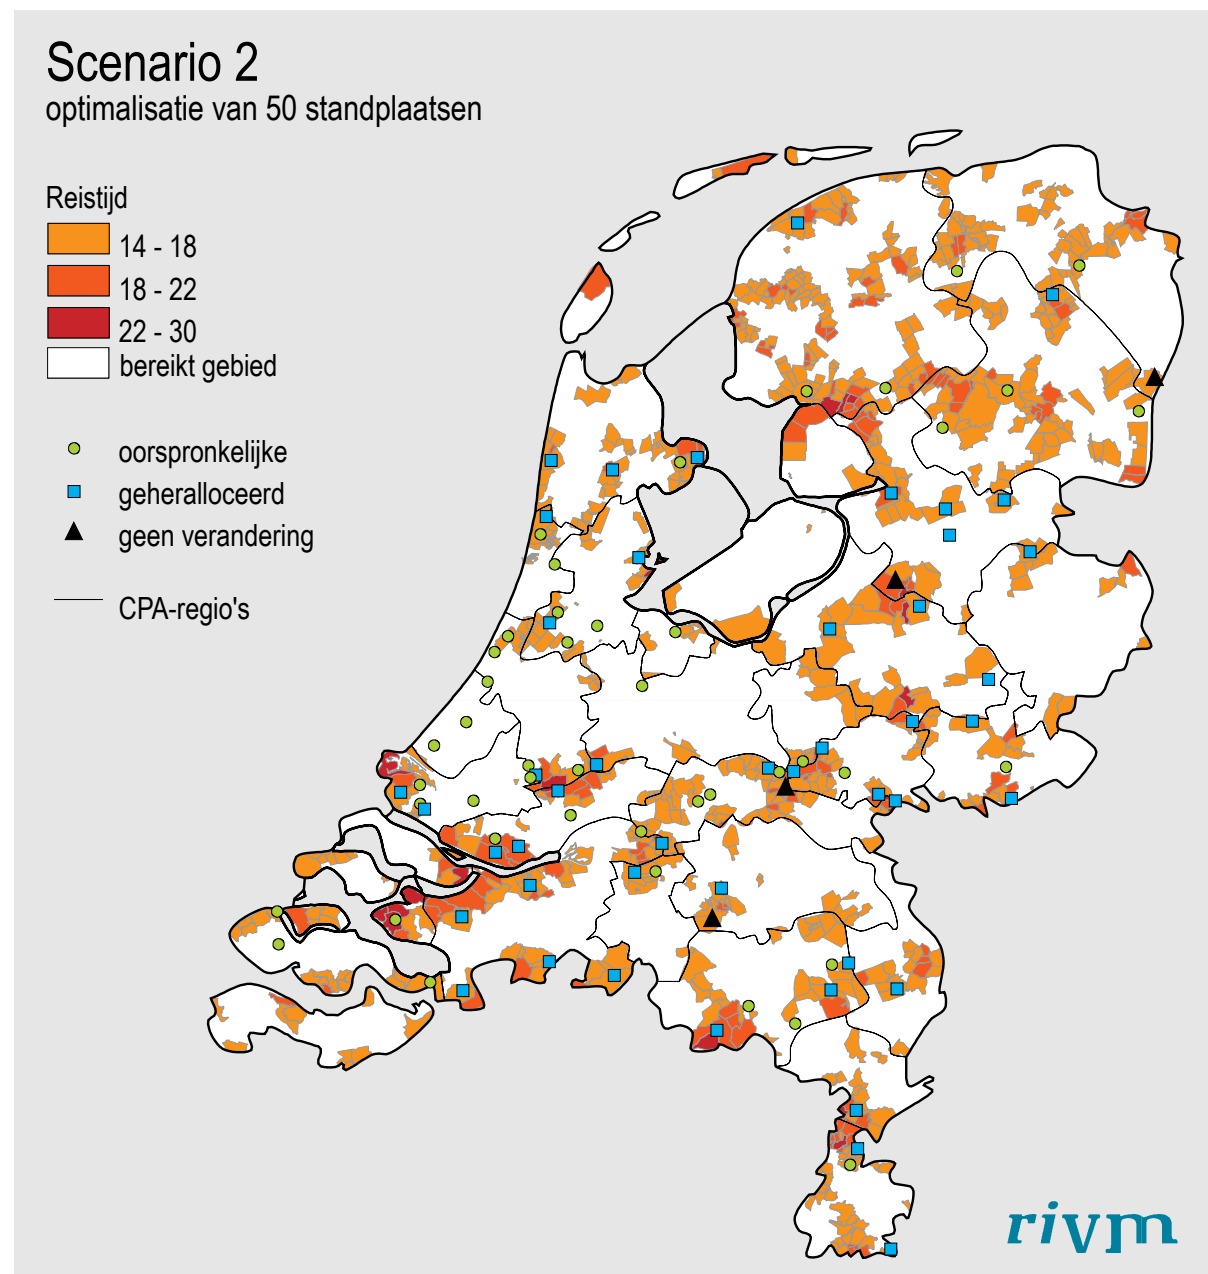 Scenario 2
optimalisatie van 50 standplaatsen
Reistijd
14 - 18
18 - 22
22 - 30
bereikt gebied
oorspronkelijke
geheralloceerd
geen verandering
CPA-regio's
rivm